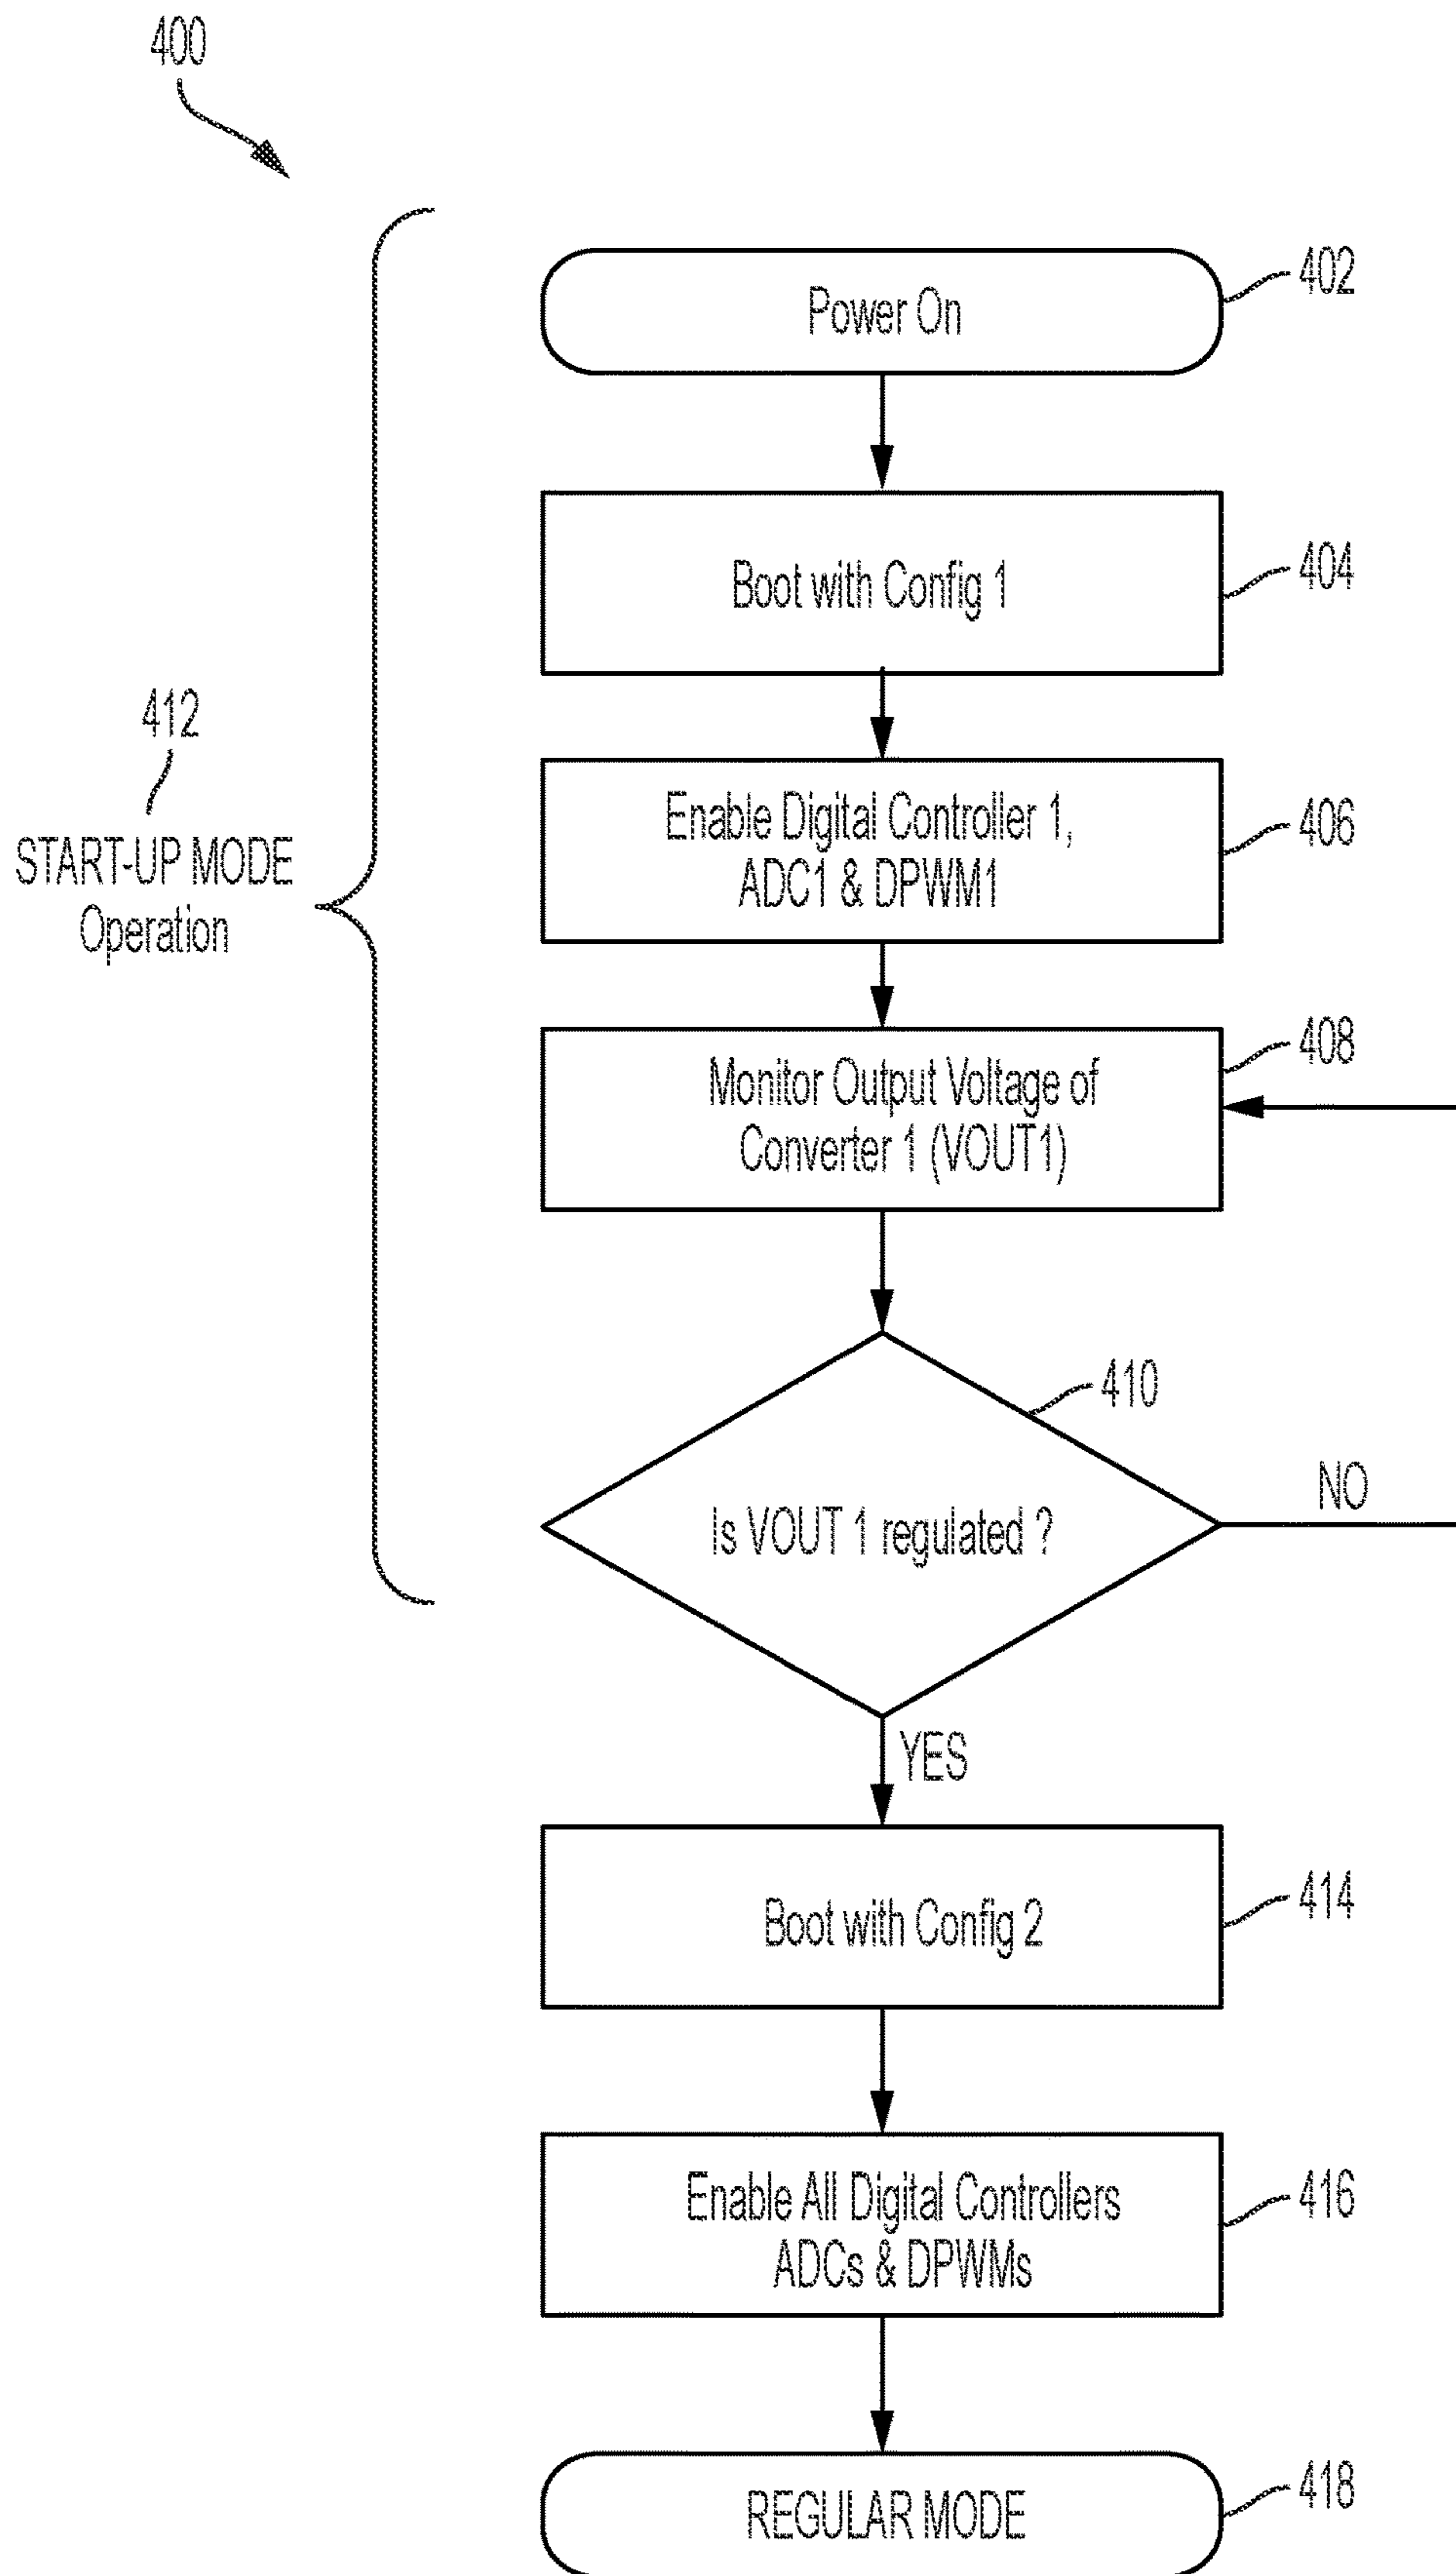 400
402
Power On
404
Boot with Config 1
412
START-UP MODE
Operation
406
Enable Digital Controller 1,
ADC1 & DPWM1
408
Monitor Output Voltage of
Converter 1 (VOUT1)
410
Is VOUT 1 regulated ?
NO
YES
414
Boot with Config 2
416
Enable All Digital Controllers
ADCs & DPWMs
418
REGULAR MODE